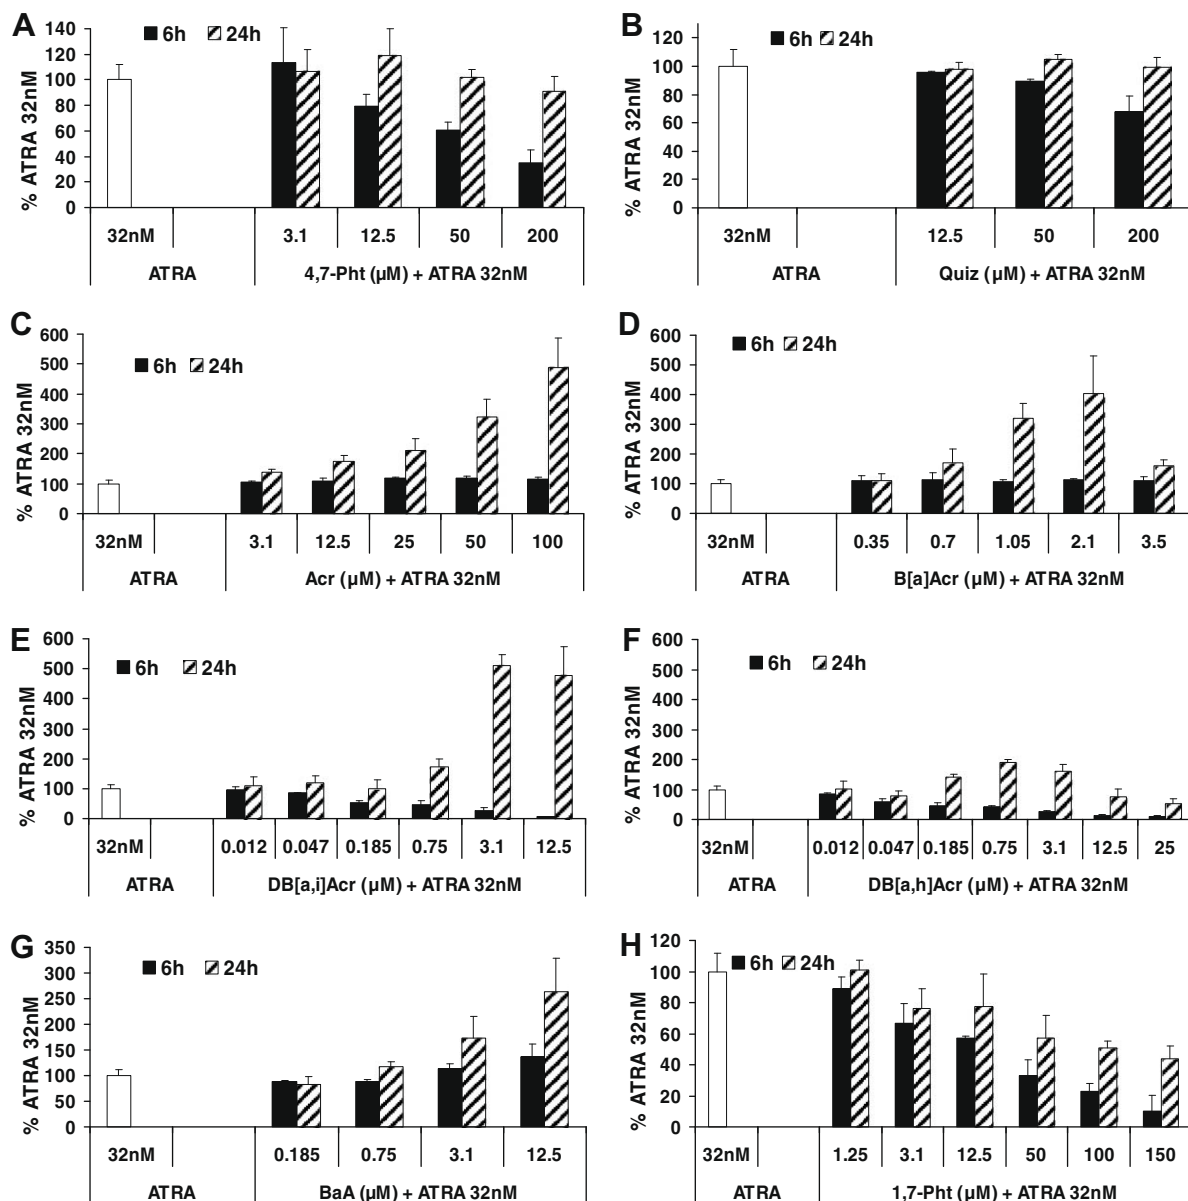 A
B
6h 24h
6h 24h
% ATRA 32nM
140
120
100
80
60
40
20
0
% ATRA 32nM
120
100
80
60
40
20
0
32nM 3.1 12.5 50 200
ATRA 4,7-Pht (µM) + ATRA 32nM
32nM 12.5 50 200
ATRA Quiz (µM) + ATRA 32nM
C
D
6h 24h
6h 24h
% ATRA 32nM
600
500
400
300
200
100
0
% ATRA 32nM
600
500
400
300
200
100
0
32nM 3.1 12.5 25 50 100
ATRA Acr (µM) + ATRA 32nM
32nM 0.35 0.7 1.05 2.1 3.5
ATRA B[a]Acr (µM) + ATRA 32nM
E
F
6h 24h
6h 24h
% ATRA 32nM
600
500
400
300
200
100
0
% ATRA 32nM
600
500
400
300
200
100
0
32nM 0.012 0.047 0.185 0.75 3.1 12.5
ATRA DB[a,i]Acr (µM) + ATRA 32nM
32nM 0.012 0.047 0.185 0.75 3.1 12.5 25
ATRA DB[a,h]Acr (µM) + ATRA 32nM
G
H
6h 24h
6h 24h
% ATRA 32nM
350
300
250
200
150
100
50
0
% ATRA 32nM
120
100
80
60
40
20
0
32nM 0.185 0.75 3.1 12.5
ATRA BaA (µM) + ATRA 32nM
32nM 1.25 3.1 12.5 50 100 150
ATRA 1,7-Pht (µM) + ATRA 32nM